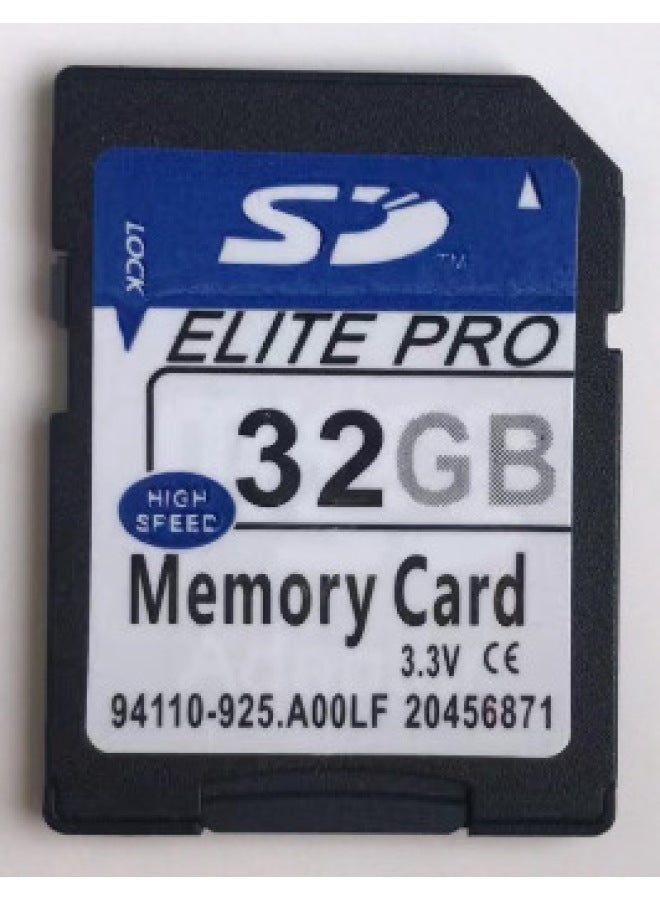 SD TM
LOCK
ELITE PRO
32GB
HIGH
SPEED
Memory Card
3.3V CE
94110-925.A00LF 20456871